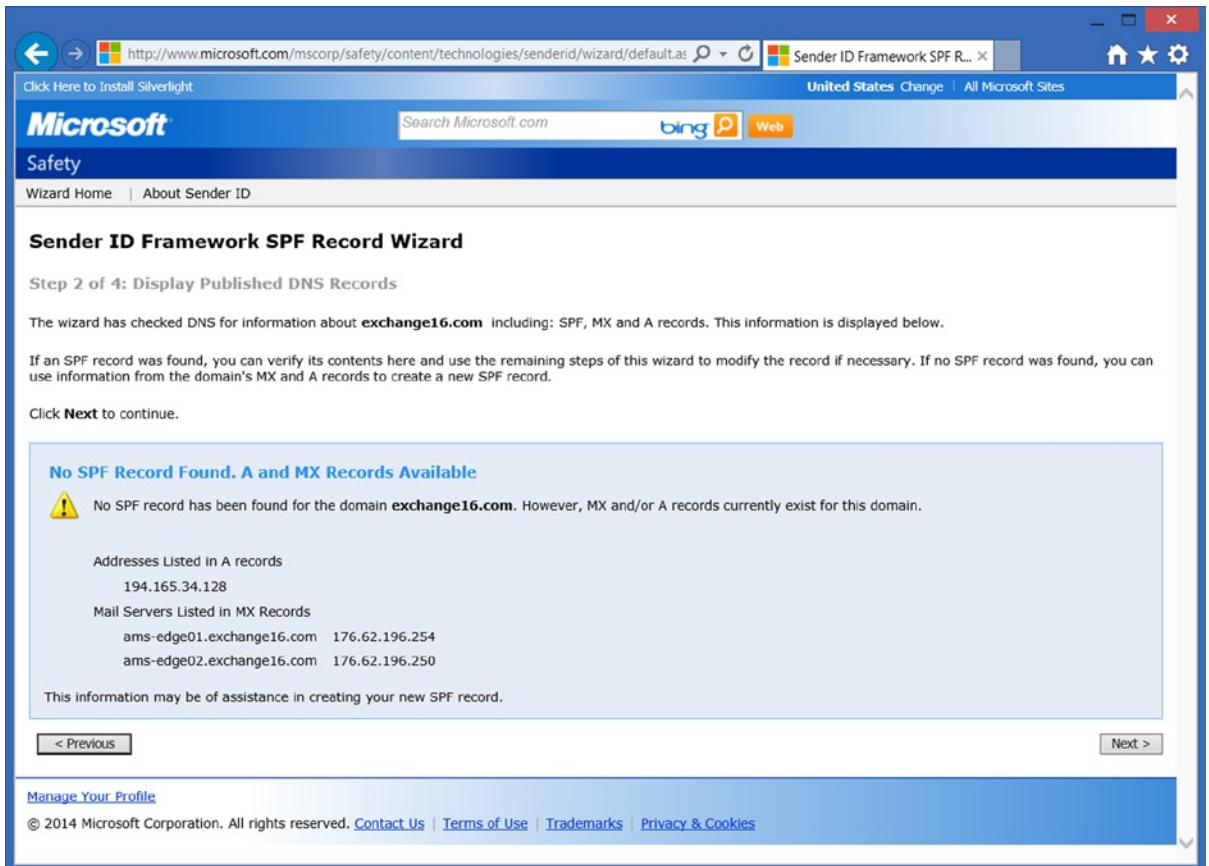 http://www.microsoft.com/mscorp/safety/content/technologies/senderid/wizard/default.as
Sender ID Framework SPF R...
Click Here to Install Silverlight
United States Change | All Microsoft Sites
Microsoft
Search Microsoft.com
bing
Web
Safety
Wizard Home | About Sender ID
Sender ID Framework SPF Record Wizard
Step 2 of 4: Display Published DNS Records
The wizard has checked DNS for information about exchange16.com including: SPF, MX and A records. This information is displayed below.
If an SPF record was found, you can verify its contents here and use the remaining steps of this wizard to modify the record if necessary. If no SPF record was found, you can
use information from the domain's MX and A records to create a new SPF record.
Click Next to continue.
No SPF Record Found. A and MX Records Available
No SPF record has been found for the domain exchange16.com. However, MX and/or A records currently exist for this domain.
Addresses Listed in A records
194.165.34.128
Mail Servers Listed in MX Records
ams-edge01.exchange16.com 176.62.196.254
ams-edge02.exchange16.com 176.62.196.250
This information may be of assistance in creating your new SPF record.
< Previous
Next >
Manage Your Profile
© 2014 Microsoft Corporation. All rights reserved. Contact Us | Terms of Use | Trademarks | Privacy & Cookies